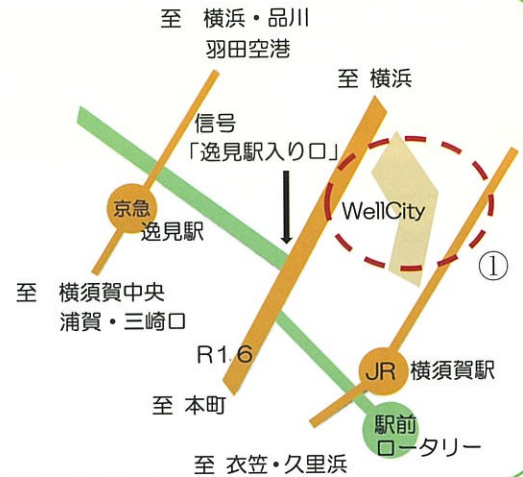 至 横浜・品川
羽田空港
至 横浜
信号
「逸見駅入り口」
京急
逸見駅
WellCity
①
至 横須賀中央
浦賀・三崎口
R16
JR 横須賀駅
至 本町
駅前
ロータリー
至 衣笠・久里浜